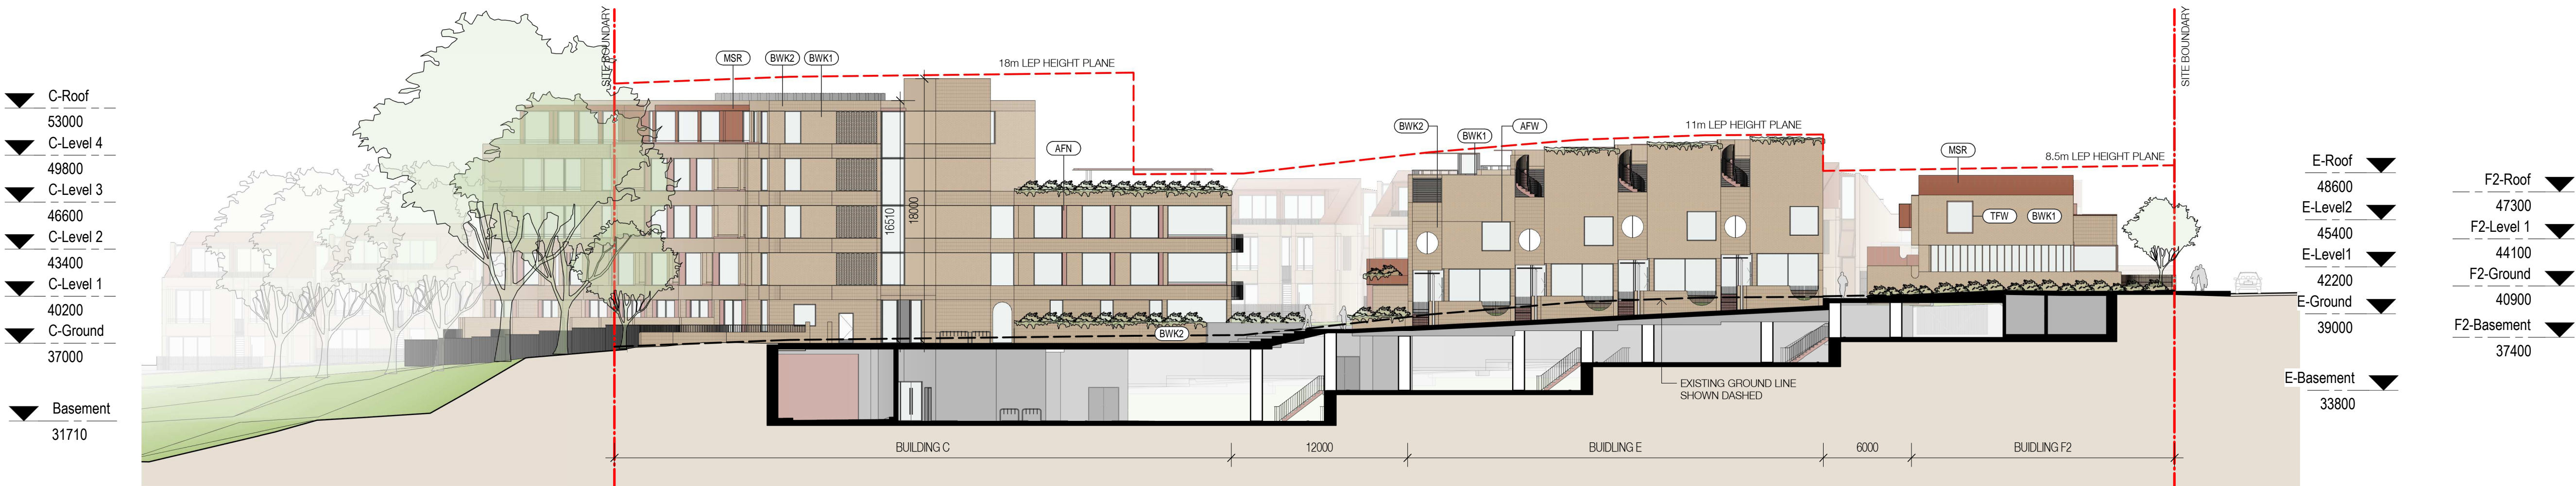 SITE BOUNDARY
SITE BOUNDARY
MSR
BWK2
BWK1
18m LEP HEIGHT PLANE
C-Roof
53000
C-Level 4
49800
C-Level 3
46600
C-Level 2
43400
C-Level 1
40200
C-Ground
37000
Basement
31710
AFN
16510
18000
BWK2
BWK2
BWK1
AFW
11m LEP HEIGHT PLANE
MSR
8.5m LEP HEIGHT PLANE
TFW
BWK1
E-Roof
48600
E-Level2
45400
E-Level1
42200
E-Ground
39000
E-Basement
33800
F2-Roof
47300
F2-Level 1
44100
F2-Ground
40900
F2-Basement
37400
EXISTING GROUND LINE
SHOWN DASHED
BUILDING C
12000
BUIDLING E
6000
BUIDLING F2